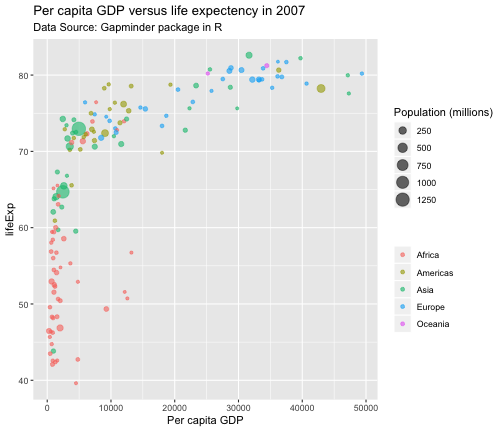 Per capita GDP versus life expectency in 2007
Data Source: Gapminder package in R
80
70
60
50
40
lifeExp
0
10000
20000
30000
40000
50000
Per capita GDP
Population (millions)
250
500
750
1000
1250
Africa
Americas
Asia
Europe
Oceania